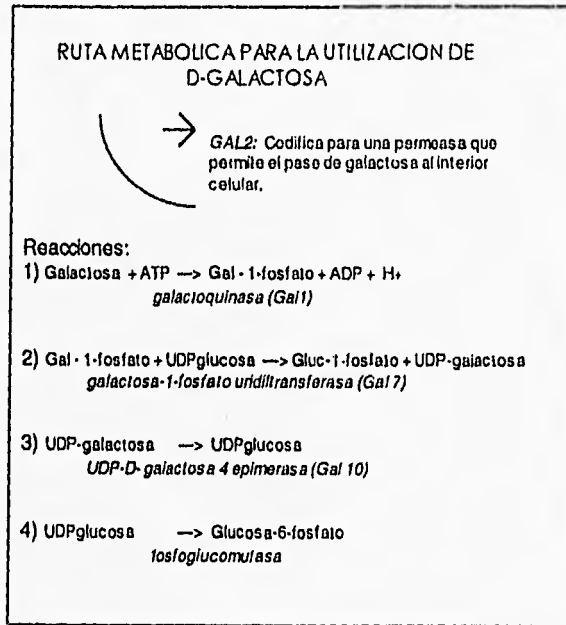 RUTA METABOLICA PARA LA UTILIZACION DE
D-GALACTOSA
GAL2: Codifica para una permeasa que
permite el paso de galactosa al interior
celular.
Reacciones:
1) Galactosa + ATP —> Gal - 1-fosfato + ADP + H+
galactoquinasa (Gal1)
2) Gal - 1-fosfato + UDPglucosa —> Gluc-1-fosfato + UDP-galactosa
galactosa-1-fosfato uridiltransferasa (Gal 7)
3) UDP-galactosa —> UDPglucosa
UDP-D-galactosa 4 epimerasa (Gal 10)
4) UDPglucosa —> Glucosa-6-fosfato
fosfoglucomutasa